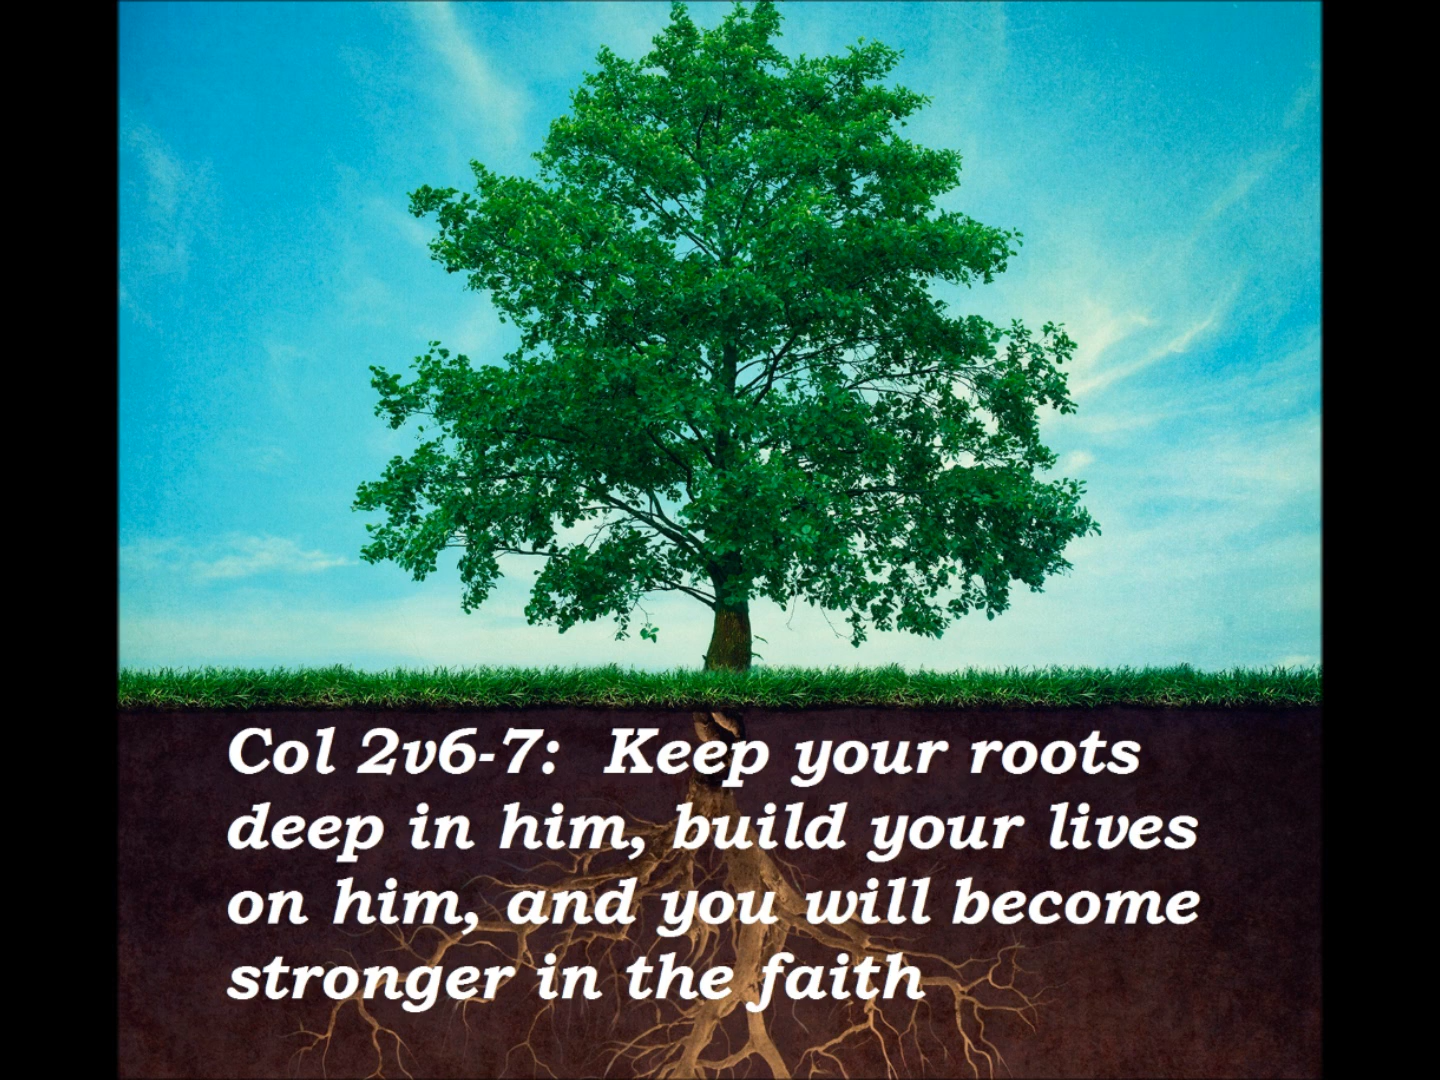 Col 2v6-7:  Keep your roots
deep in him, build your lives
on him, and you will become
stronger in the faith